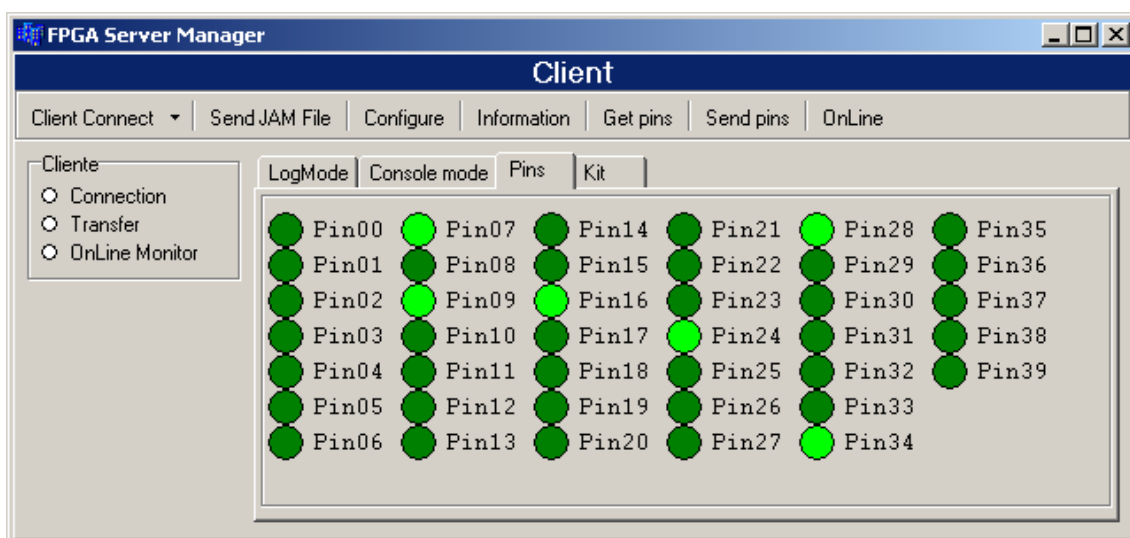 FPGA Server Manager
Client
Client Connect Send JAM File Configure Information Get pins Send pins OnLine
Cliente
Connection
Transfer
OnLine Monitor
LogMode Console mode Pins Kit
Pin00 Pin07 Pin14 Pin21 Pin28 Pin35
Pin01 Pin08 Pin15 Pin22 Pin29 Pin36
Pin02 Pin09 Pin16 Pin23 Pin30 Pin37
Pin03 Pin10 Pin17 Pin24 Pin31 Pin38
Pin04 Pin11 Pin18 Pin25 Pin32 Pin39
Pin05 Pin12 Pin19 Pin26 Pin33
Pin06 Pin13 Pin20 Pin27 Pin34